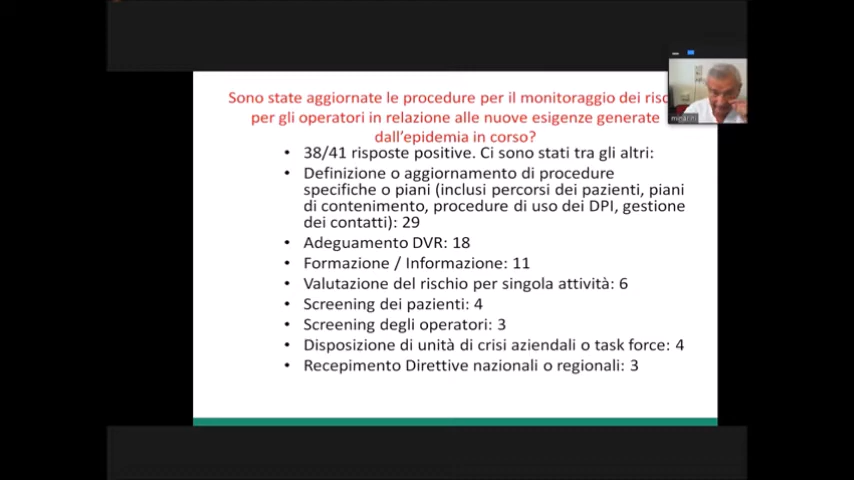 Sono state aggiornate le procedure per il monitoraggio dei
per gli operatori in relazione alle nuove esigenze generate
dall'epidemia in corso?
• 38/41 risposte positive. Ci sono stati tra gli altri:
• Definizione o aggiornamento di procedure
specifiche o piani (inclusi percorsi dei pazienti, piani
di contenimento, procedure di uso dei DPI, gestione
dei contatti): 29
• Adeguamento DVR: 18
• Formazione / Informazione: 11
• Valutazione del rischio per singola attività: 6
• Screening dei pazienti: 4
• Screening degli operatori: 3
• Disposizione di unità di crisi aziendali o task force: 4
• Recepimento Direttive nazionali o regionali: 3